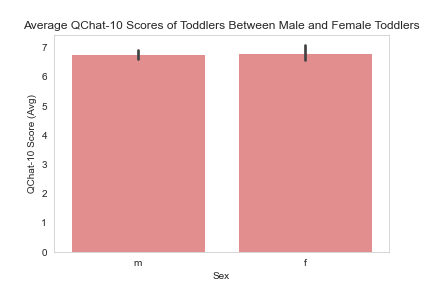 Average QChat-10 Scores of Toddlers Between Male and Female Toddlers
QChat-10 Score (Avg)
7
6
5
4
3
2
1
0
m
f
Sex